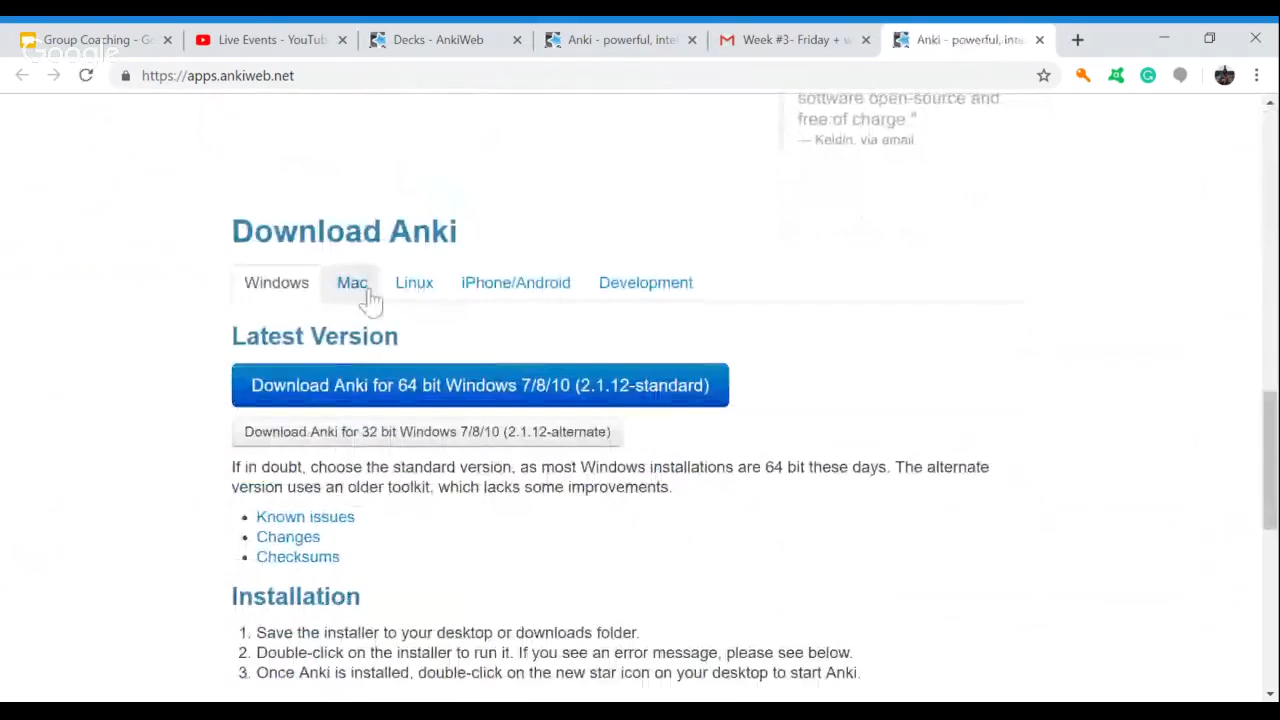 Group Coaching - Go
Live Events - YouTub
Decks - AnkiWeb
Anki - powerful, intel
Week #3- Friday + w
Anki - powerful, inte
Google
https://apps.ankiweb.net
software open-source and
free of charge."
— Keldin, via email
Download Anki
Windows
Mac
Linux
iPhone/Android
Development
Latest Version
Download Anki for 64 bit Windows 7/8/10 (2.1.12-standard)
Download Anki for 32 bit Windows 7/8/10 (2.1.12-alternate)
If in doubt, choose the standard version, as most Windows installations are 64 bit these days. The alternate
version uses an older toolkit, which lacks some improvements.
• Known issues
• Changes
• Checksums
Installation
1. Save the installer to your desktop or downloads folder.
2. Double-click on the installer to run it. If you see an error message, please see below.
3. Once Anki is installed, double-click on the new star icon on your desktop to start Anki.